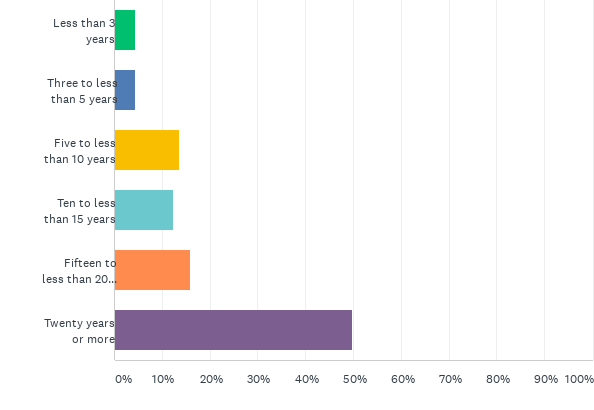 Less than 3
years
Three to less
than 5 years
Five to less
than 10 years
Ten to less
than 15 years
Fifteen to
less than 20...
Twenty years
or more
0% 10% 20% 30% 40% 50% 60% 70% 80% 90% 100%